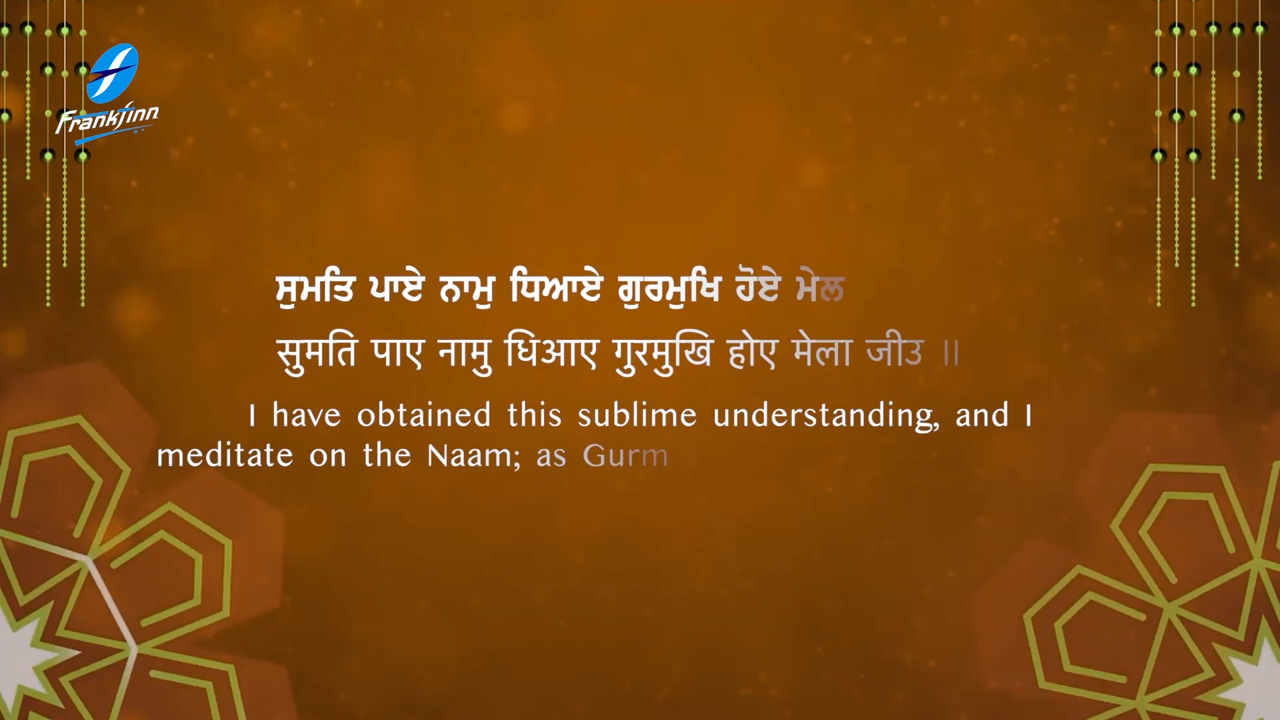 Frankfinn
ਸੁਮਤਿ ਪਾਏ ਨਾਮੁ ਧਿਆਏ ਗੁਰਮੁਖਿ ਹੋਏ ਮੇਲ
सुमति पाए नामु धिआए गुरमुखि होए मेला जीउ ॥
I have obtained this sublime understanding, and I
meditate on the Naam; as Gurm